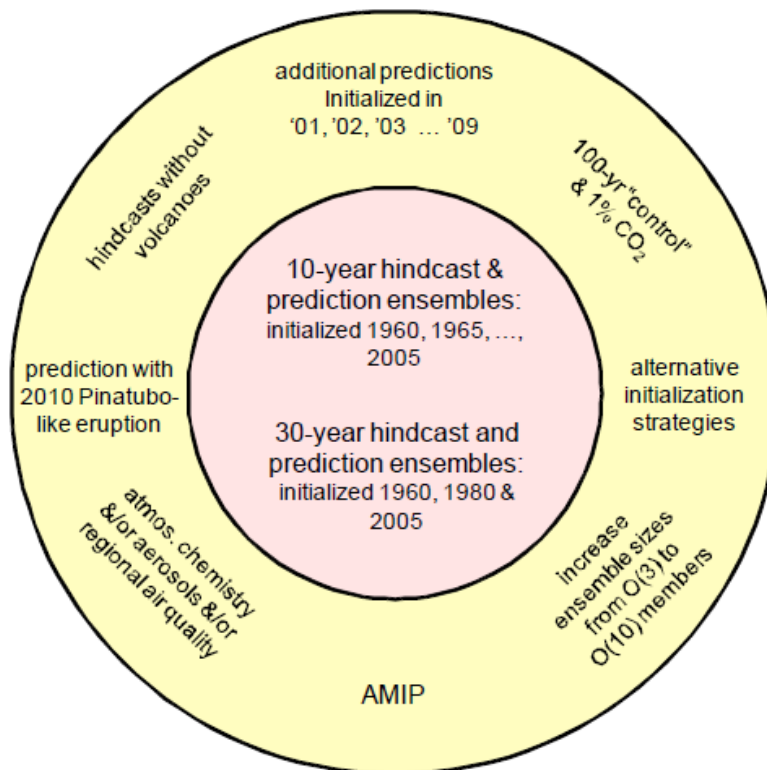 additional predictions
Initialized in
‘01, ’02, ’03 … ’09
100-yr“control”
& 1% CO₂
alternative
initialization
strategies
increase
ensemble sizes
from O(3) to
O(10) members
AMIP
atmos. chemistry
&/or aerosols &/or
regional air quality
prediction with
2010 Pinatubo-
like eruption
hindcasts without
volcanoes
10-year hindcast &
prediction ensembles:
initialized 1960, 1965, …,
2005
30-year hindcast and
prediction ensembles:
initialized 1960, 1980 &
2005